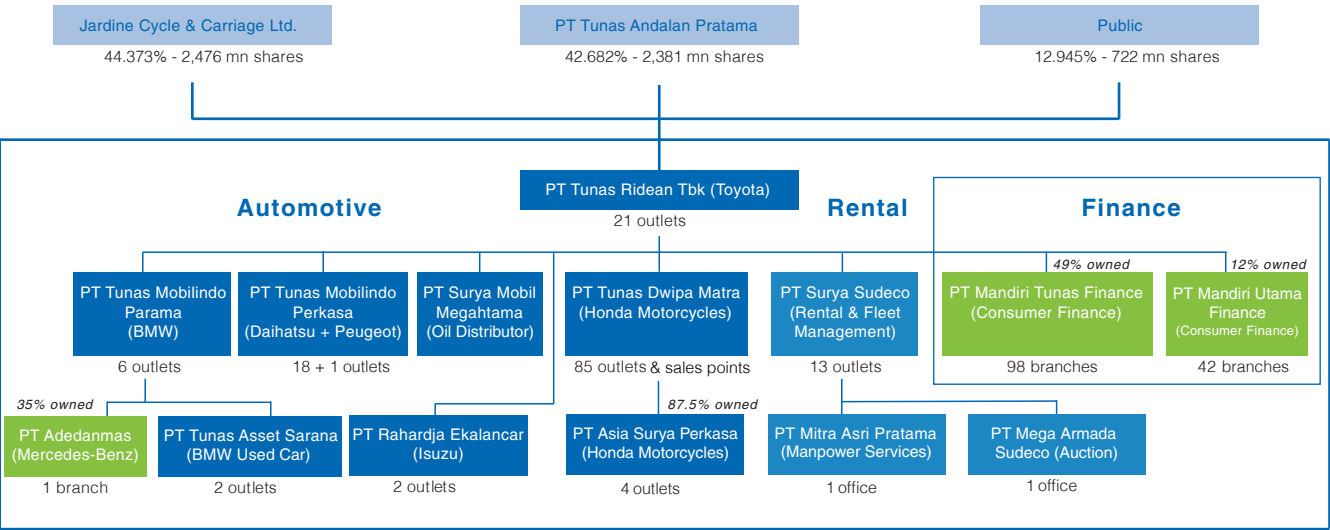 Jardine Cycle & Carriage Ltd.
44.373% - 2,476 mn shares
PT Tunas Andalan Pratama
42.682% - 2,381 mn shares
Public
12.945% - 722 mn shares
PT Tunas Ridean Tbk (Toyota)
21 outlets
Automotive
Rental
Finance
PT Tunas Mobilindo
Parama
(BMW)
6 outlets
PT Tunas Mobilindo
Perkasa
(Daihatsu + Peugeot)
18 + 1 outlets
PT Surya Mobil
Megahtama
(Oil Distributor)
PT Tunas Dwipa Matra
(Honda Motorcycles)
85 outlets & sales points
PT Surya Sudeco
(Rental & Fleet
Management)
13 outlets
49% owned
PT Mandiri Tunas Finance
(Consumer Finance)
98 branches
12% owned
PT Mandiri Utama
Finance
(Consumer Finance)
42 branches
35% owned
PT Adedanmas
(Mercedes-Benz)
1 branch
PT Tunas Asset Sarana
(BMW Used Car)
2 outlets
PT Rahardja Ekalancar
(Isuzu)
2 outlets
87.5% owned
PT Asia Surya Perkasa
(Honda Motorcycles)
4 outlets
PT Mitra Asri Pratama
(Manpower Services)
1 office
PT Mega Armada
Sudeco (Auction)
1 office